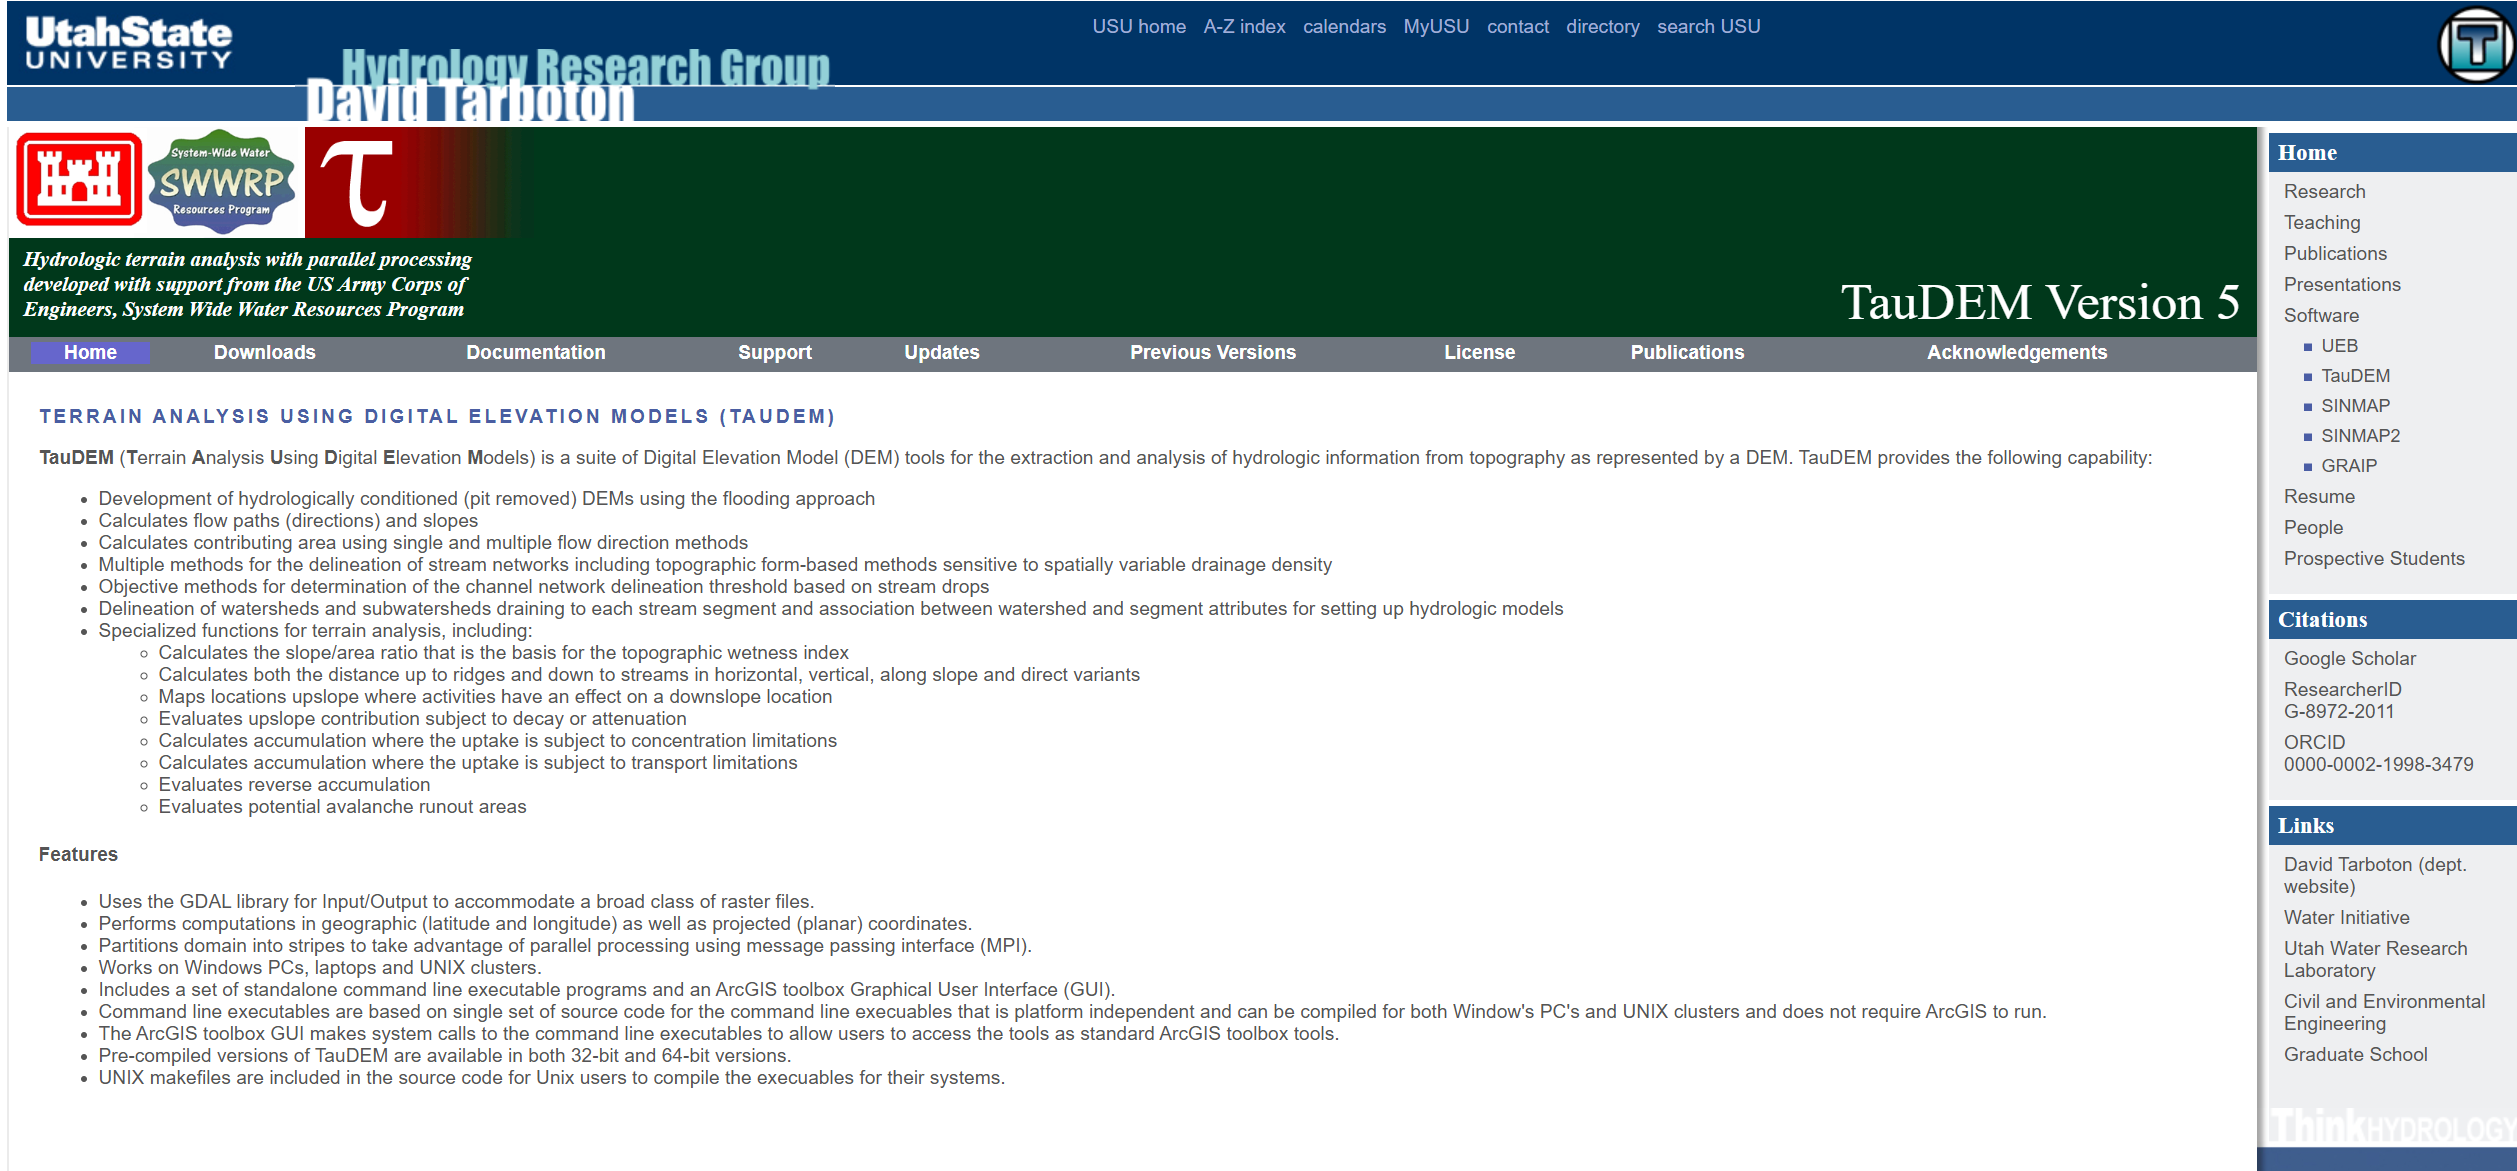 UtahState
UNIVERSITY
USU home A-Z index calendars MyUSU contact directory search USU
T
Hydrology Research Group
David Tarboton
System-Wide Water
SWWRP
Resources Program
τ
Hydrologic terrain analysis with parallel processing
developed with support from the US Army Corps of
Engineers, System Wide Water Resources Program
TauDEM Version 5
Home Downloads Documentation Support Updates Previous Versions License Publications Acknowledgements
TERRAIN ANALYSIS USING DIGITAL ELEVATION MODELS (TAUDEM)
TauDEM (Terrain Analysis Using Digital Elevation Models) is a suite of Digital Elevation Model (DEM) tools for the extraction and analysis of hydrologic information from topography as represented by a DEM. TauDEM provides the following capability:
Development of hydrologically conditioned (pit removed) DEMs using the flooding approach
Calculates flow paths (directions) and slopes
Calculates contributing area using single and multiple flow direction methods
Multiple methods for the delineation of stream networks including topographic form-based methods sensitive to spatially variable drainage density
Objective methods for determination of the channel network delineation threshold based on stream drops
Delineation of watersheds and subwatersheds draining to each stream segment and association between watershed and segment attributes for setting up hydrologic models
Specialized functions for terrain analysis, including:
Calculates the slope/area ratio that is the basis for the topographic wetness index
Calculates both the distance up to ridges and down to streams in horizontal, vertical, along slope and direct variants
Maps locations upslope where activities have an effect on a downslope location
Evaluates upslope contribution subject to decay or attenuation
Calculates accumulation where the uptake is subject to concentration limitations
Calculates accumulation where the uptake is subject to transport limitations
Evaluates reverse accumulation
Evaluates potential avalanche runout areas
Features
Uses the GDAL library for Input/Output to accommodate a broad class of raster files.
Performs computations in geographic (latitude and longitude) as well as projected (planar) coordinates.
Partitions domain into stripes to take advantage of parallel processing using message passing interface (MPI).
Works on Windows PCs, laptops and UNIX clusters.
Includes a set of standalone command line executable programs and an ArcGIS toolbox Graphical User Interface (GUI).
Command line executables are based on single set of source code for the command line execuables that is platform independent and can be compiled for both Window's PC's and UNIX clusters and does not require ArcGIS to run.
The ArcGIS toolbox GUI makes system calls to the command line executables to allow users to access the tools as standard ArcGIS toolbox tools.
Pre-compiled versions of TauDEM are available in both 32-bit and 64-bit versions.
UNIX makefiles are included in the source code for Unix users to compile the execuables for their systems.
Home
Research
Teaching
Publications
Presentations
Software
UEB
TauDEM
SINMAP
SINMAP2
GRAIP
Resume
People
Prospective Students
Citations
Google Scholar
ResearcherID
G-8972-2011
ORCID
0000-0002-1998-3479
Links
David Tarboton (dept.
website)
Water Initiative
Utah Water Research
Laboratory
Civil and Environmental
Engineering
Graduate School
ThinkHYDROLOGY